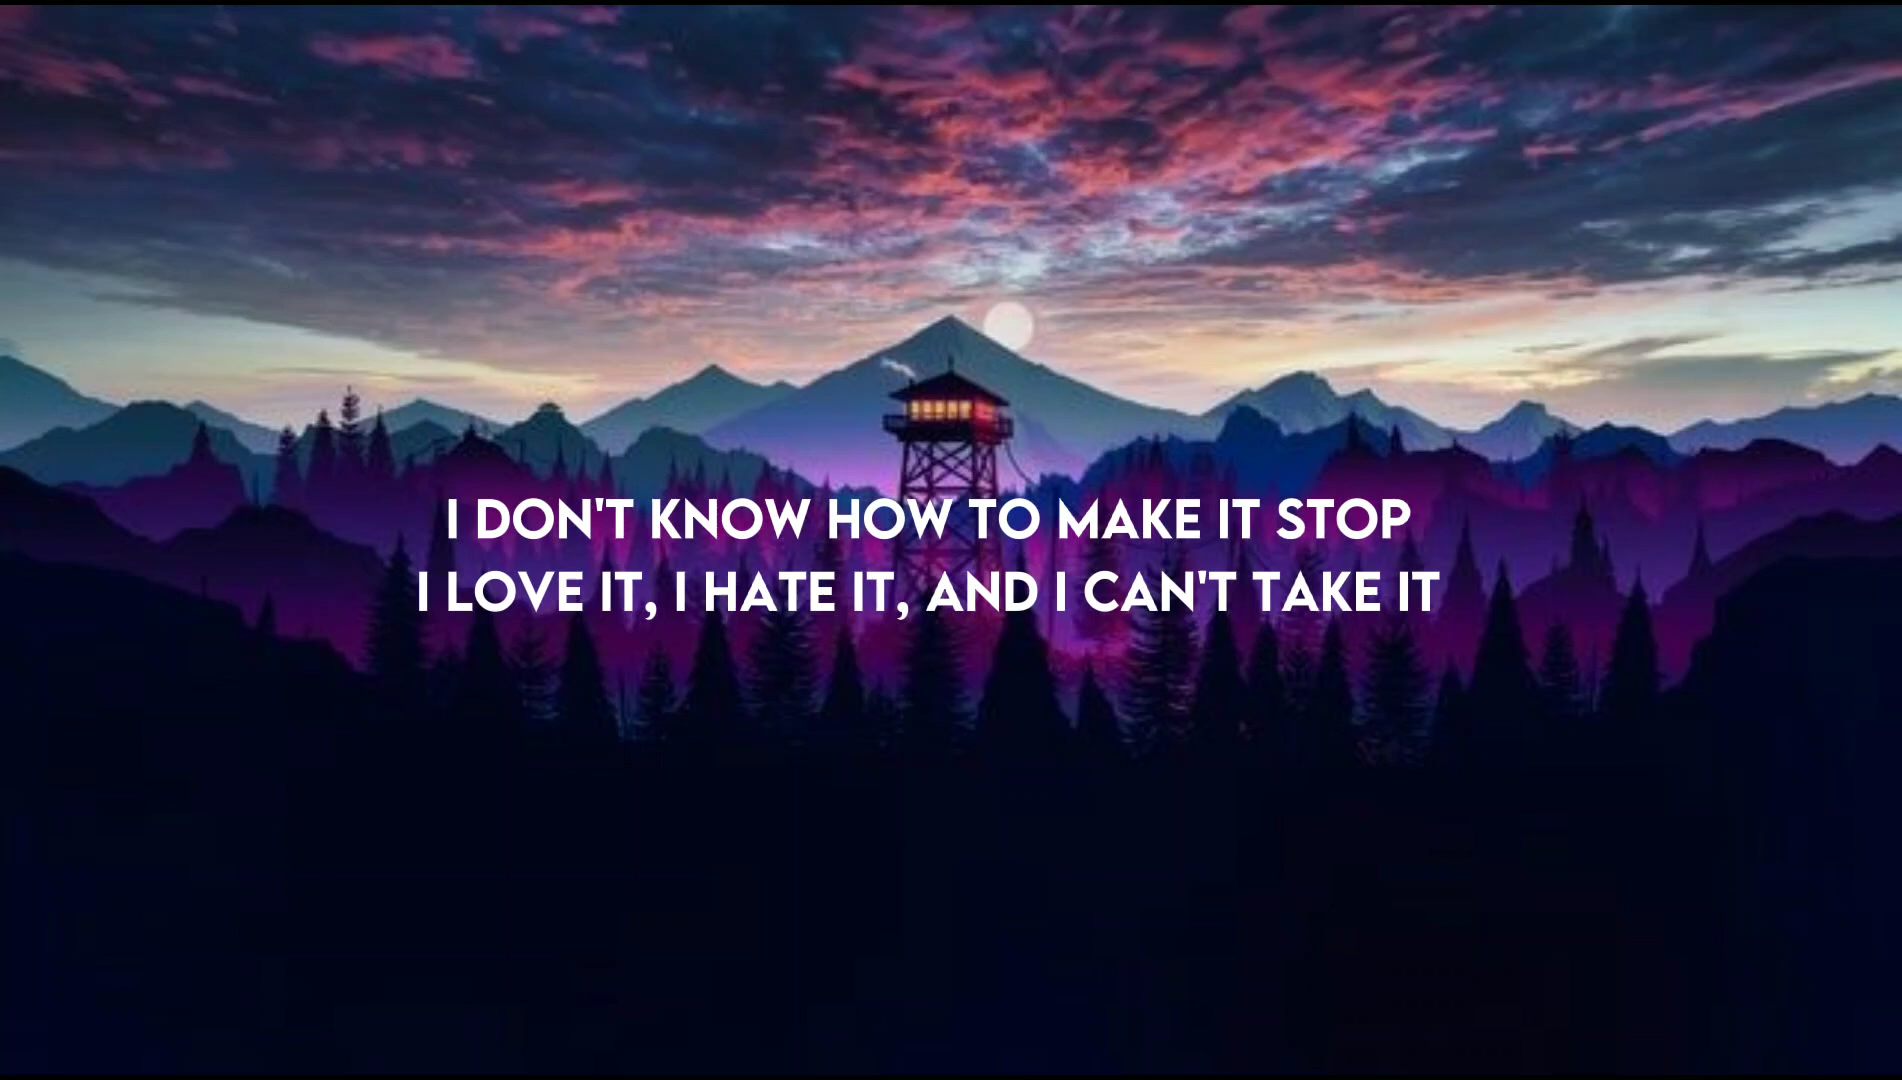 I DON'T KNOW HOW TO MAKE IT STOP
I LOVE IT, I HATE IT, AND I CAN'T TAKE IT